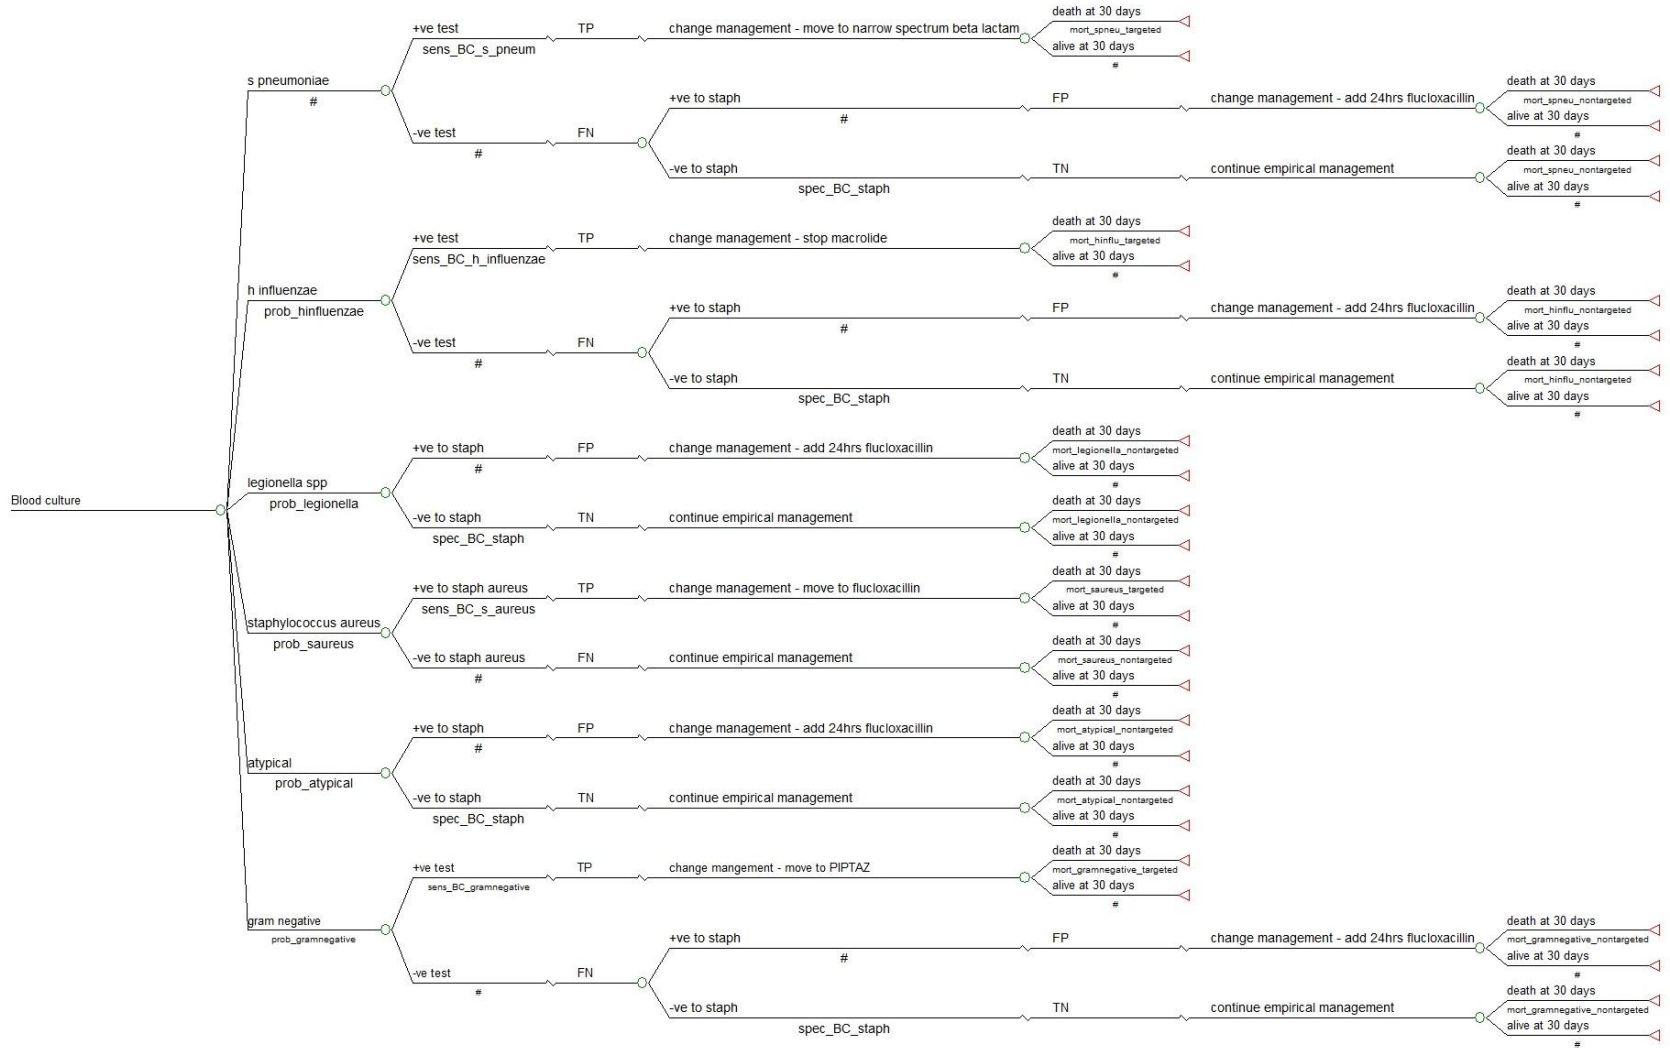 Blood culture
s pneumoniae
#
+ve test
sens_BC_s_pneum
TP
change management - move to narrow spectrum beta lactam
death at 30 days
mort_spneu_targeted
alive at 30 days
#
-ve test
#
FN
+ve to staph
#
FP
change management - add 24hrs flucloxacillin
death at 30 days
mort_spneu_nontargeted
alive at 30 days
#
-ve to staph
spec_BC_staph
TN
continue empirical management
death at 30 days
mort_spneu_nontargeted
alive at 30 days
#
h influenzae
prob_hinfluenzae
+ve test
sens_BC_h_influenzae
TP
change management - stop macrolide
death at 30 days
mort_hinflu_targeted
alive at 30 days
#
-ve test
#
FN
+ve to staph
#
FP
change management - add 24hrs flucloxacillin
death at 30 days
mort_hinflu_nontargeted
alive at 30 days
#
-ve to staph
spec_BC_staph
TN
continue empirical management
death at 30 days
mort_hinflu_nontargeted
alive at 30 days
#
legionella spp
prob_legionella
+ve to staph
#
FP
change management - add 24hrs flucloxacillin
death at 30 days
mort_legionella_nontargeted
alive at 30 days
#
-ve to staph
spec_BC_staph
TN
continue empirical management
death at 30 days
mort_legionella_nontargeted
alive at 30 days
#
staphylococcus aureus
prob_saureus
+ve to staph aureus
sens_BC_s_aureus
TP
change management - move to flucloxacillin
death at 30 days
mort_saureus_targeted
alive at 30 days
#
-ve to staph aureus
#
FN
continue empirical management
death at 30 days
mort_saureus_nontargeted
alive at 30 days
#
atypical
prob_atypical
+ve to staph
#
FP
change management - add 24hrs flucloxacillin
death at 30 days
mort_atypical_nontargeted
alive at 30 days
#
-ve to staph
spec_BC_staph
TN
continue empirical management
death at 30 days
mort_atypical_nontargeted
alive at 30 days
#
gram negative
prob_gramnegative
+ve test
sens_BC_gramnegative
TP
change mangement - move to PIPTAZ
death at 30 days
mort_gramnegative_targeted
alive at 30 days
#
-ve test
#
FN
+ve to staph
#
FP
change management - add 24hrs flucloxacillin
death at 30 days
mort_gramnegative_nontargeted
alive at 30 days
#
-ve to staph
spec_BC_staph
TN
continue empirical management
death at 30 days
mort_gramnegative_nontargeted
alive at 30 days
#